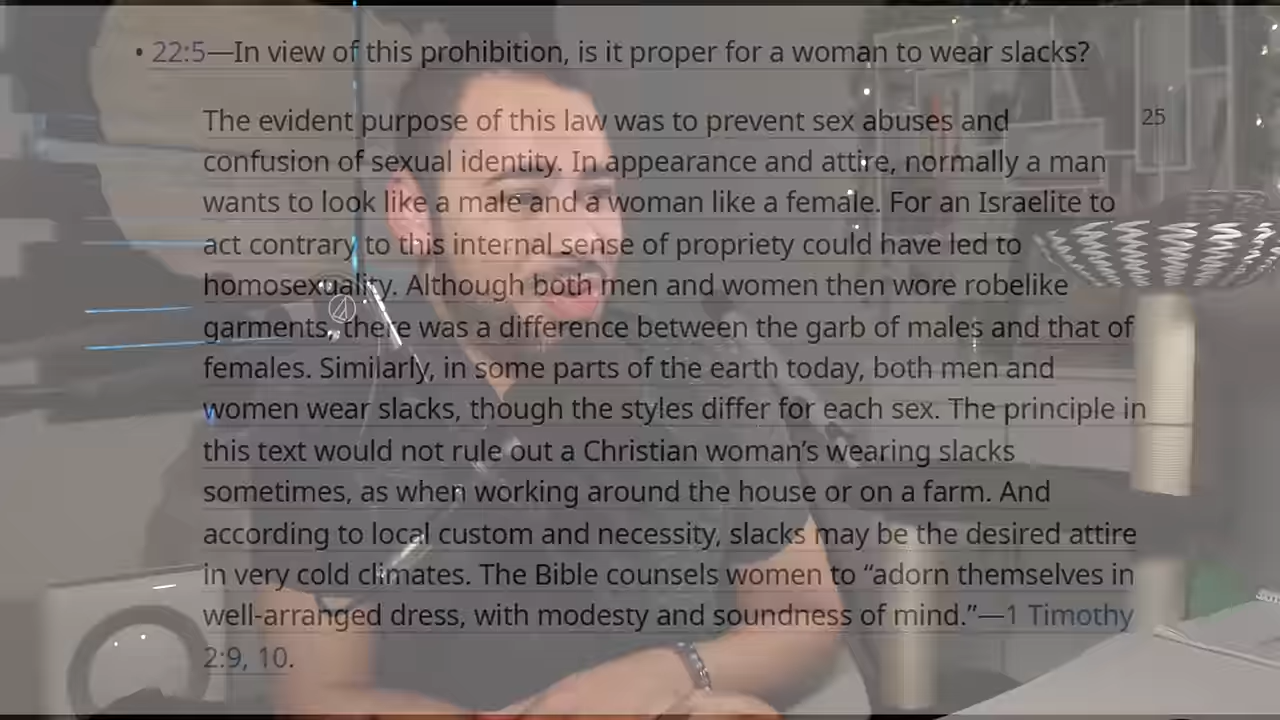 • 22:5—In view of this prohibition, is it proper for a woman to wear slacks?
25
The evident purpose of this law was to prevent sex abuses and
confusion of sexual identity. In appearance and attire, normally a man
wants to look like a male and a woman like a female. For an Israelite to
act contrary to this internal sense of propriety could have led to
homosexuality. Although both men and women then wore robelike
garments, there was a difference between the garb of males and that of
females. Similarly, in some parts of the earth today, both men and
women wear slacks, though the styles differ for each sex. The principle in
this text would not rule out a Christian woman’s wearing slacks
sometimes, as when working around the house or on a farm. And
according to local custom and necessity, slacks may be the desired attire
in very cold climates. The Bible counsels women to “adorn themselves in
well-arranged dress, with modesty and soundness of mind.”—1 Timothy
2:9, 10.